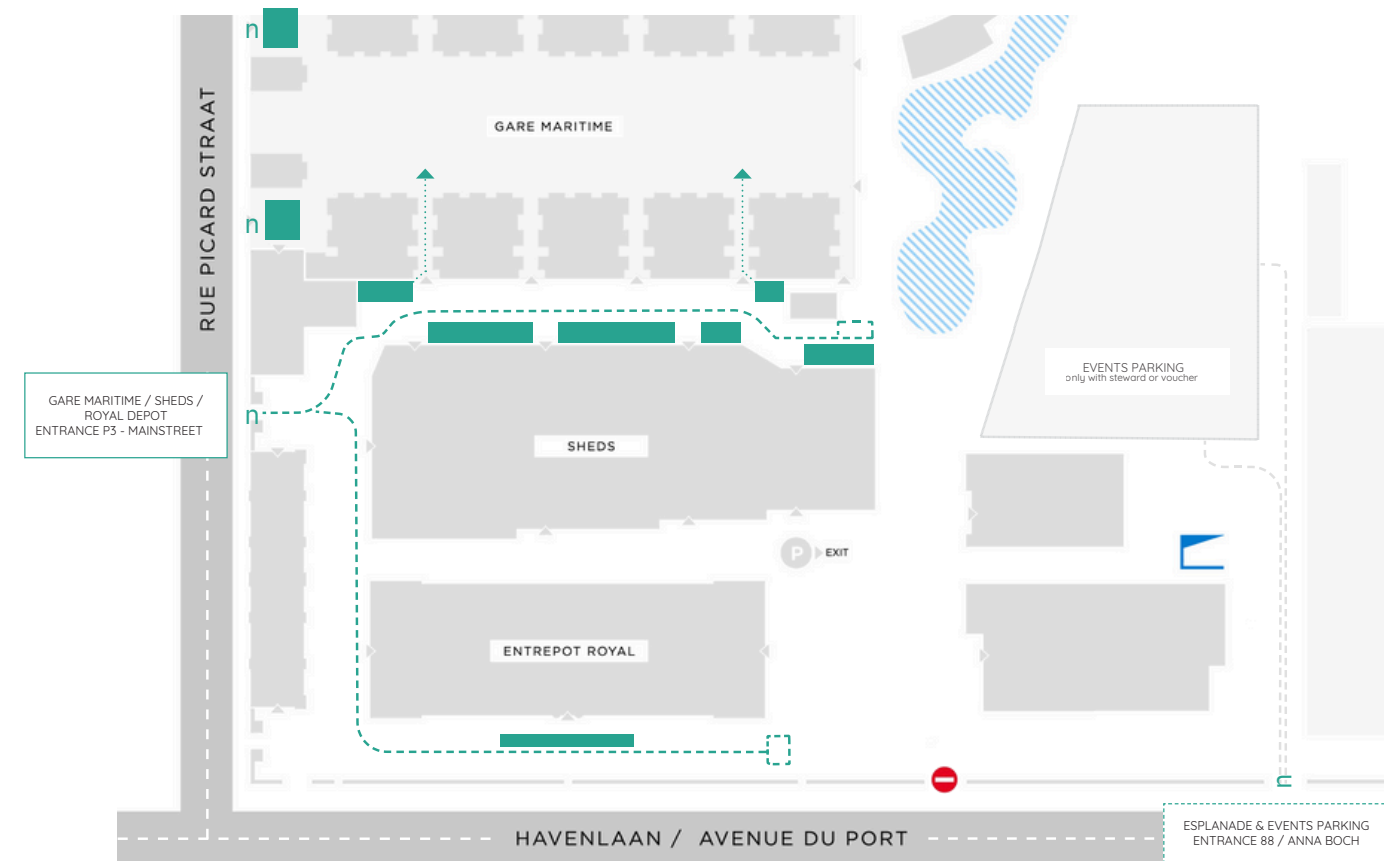 n
RUE PICARD STRAAT
GARE MARITIME
n
GARE MARITIME / SHEDS /
ROYAL DEPOT
ENTRANCE P3 - MAINSTREET
n
EVENTS PARKING
only with steward or voucher
SHEDS
P EXIT
ENTREPOT ROYAL
n
HAVENLAAN / AVENUE DU PORT
ESPLANADE & EVENTS PARKING
ENTRANCE 88 / ANNA BOCH